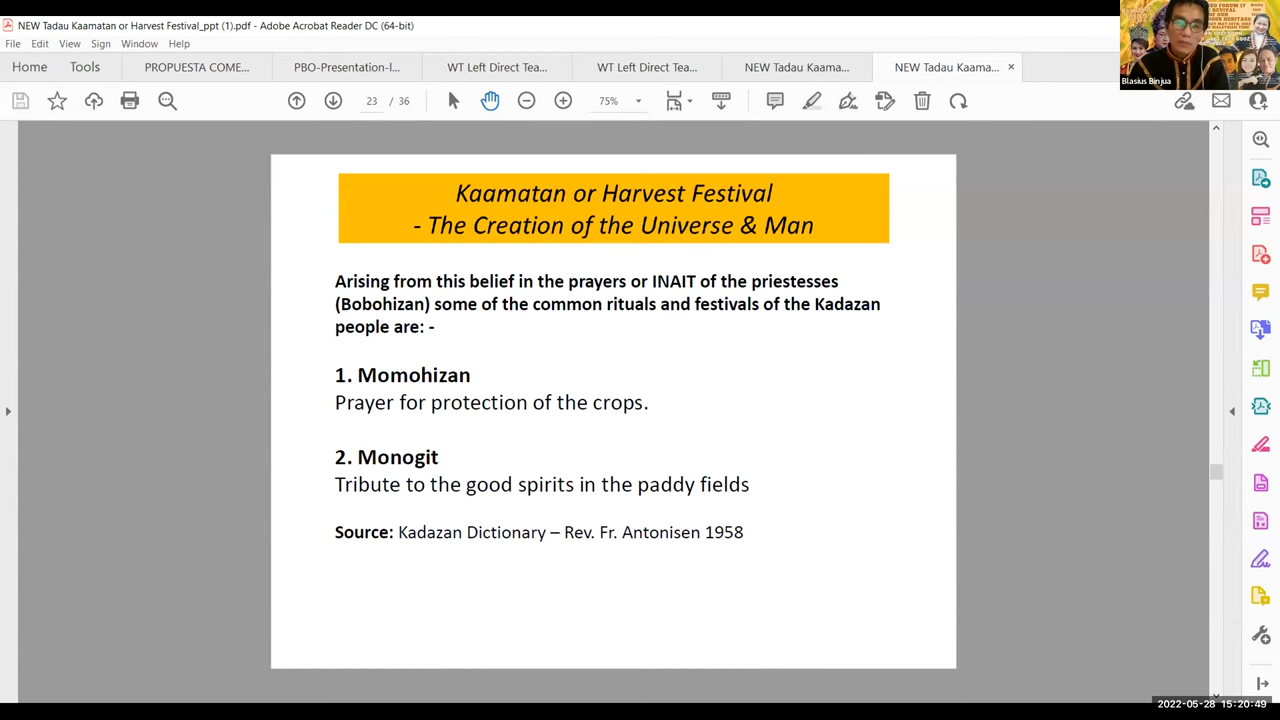 NEW Tadau Kaamatan or Harvest Festival_ppt (1).pdf - Adobe Acrobat Reader DC (64-bit)
File Edit View Sign Window Help
Home Tools PROPUESTA COME... PBO-Presentation-I... WT Left Direct Tea... WT Left Direct Tea... NEW Tadau Kaama... NEW Tadau Kaama... ×
23 / 36 75%
Blasius Binjua
Kaamatan or Harvest Festival
- The Creation of the Universe & Man
Arising from this belief in the prayers or INAIT of the priestesses
(Bobohizan) some of the common rituals and festivals of the Kadazan
people are: -
1. Momohizan
Prayer for protection of the crops.
2. Monogit
Tribute to the good spirits in the paddy fields
Source: Kadazan Dictionary – Rev. Fr. Antonisen 1958
2022-05-28 15:20:49